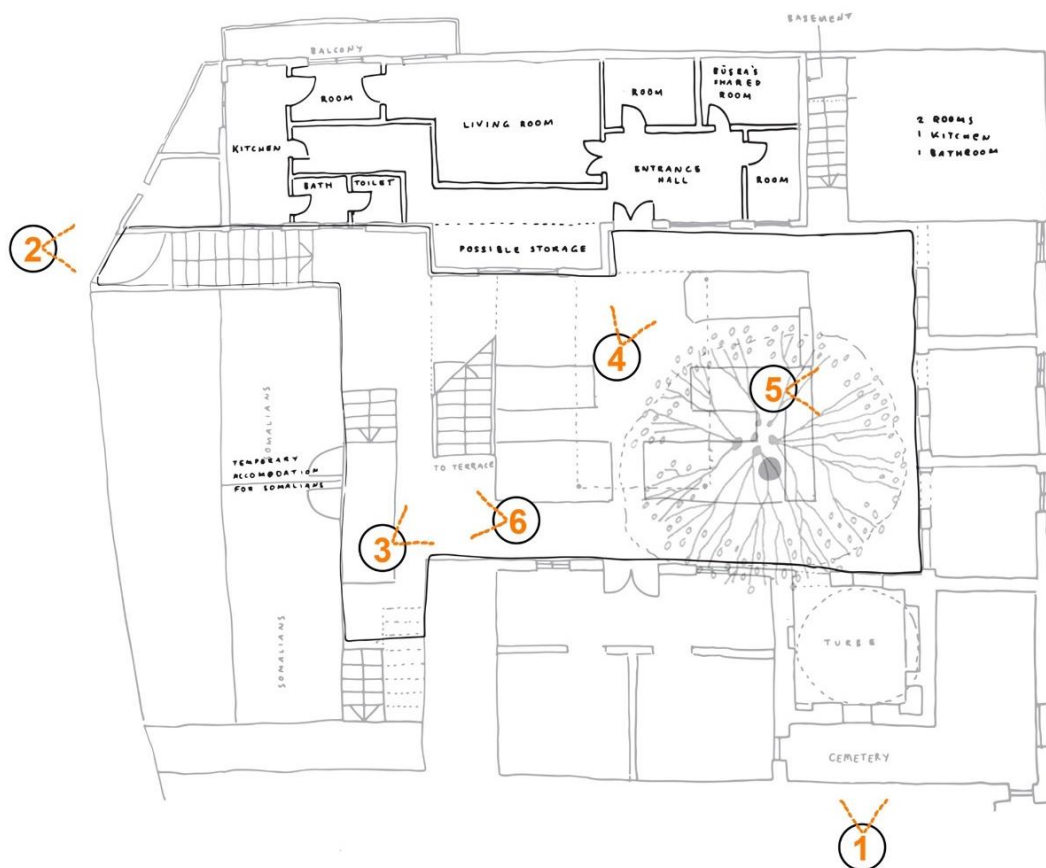 BASEMENT
BALCONY
ROOM
LIVING ROOM
ROOM
BÜŞRA'S
SHARED
ROOM
2 ROOMS
1 KITCHEN
1 BATHROOM
KITCHEN
BATH
TOILET
ENTRANCE
HALL
ROOM
2
POSSIBLE STORAGE
4
5
SOMALIANS
TEMPORARY
ACCOMODATION
FOR SOMALIANS
TO TERRACE
6
3
SOMALIANS
TURBE
CEMETERY
1